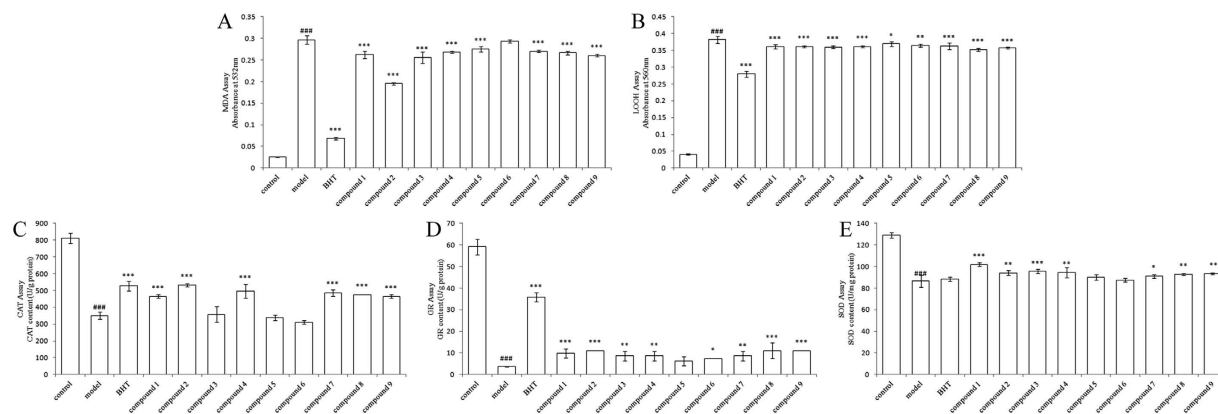 A
MDA Assay
Absorbance at 532nm
0.35
0.3
0.25
0.2
0.15
0.1
0.05
0
###
***
***
***
***
***
***
***
***
***
control
model
BHT
compound 1
compound 2
compound 3
compound 4
compound 5
compound 6
compound 7
compound 8
compound 9
B
LOOH Assay
Absorbance at 560nm
0.45
0.4
0.35
0.3
0.25
0.2
0.15
0.1
0.05
0
###
***
***
***
***
***
*
**
***
***
***
control
model
BHT
compound 1
compound 2
compound 3
compound 4
compound 5
compound 6
compound 7
compound 8
compound 9
C
CAT Assay
CAT content (U/g protein)
900
800
700
600
500
400
300
200
100
0
###
***
***
***
***
***
***
***
control
model
BHT
compound 1
compound 2
compound 3
compound 4
compound 5
compound 6
compound 7
compound 8
compound 9
D
GR Assay
GR content (U/g protein)
70
60
50
40
30
20
10
0
###
***
***
***
**
**
*
**
***
***
control
model
BHT
compound 1
compound 2
compound 3
compound 4
compound 5
compound 6
compound 7
compound 8
compound 9
E
SOD Assay
SOD content (U/mg protein)
140
120
100
80
60
40
20
0
###
***
**
***
**
*
**
**
control
model
BHT
compound 1
compound 2
compound 3
compound 4
compound 5
compound 6
compound 7
compound 8
compound 9